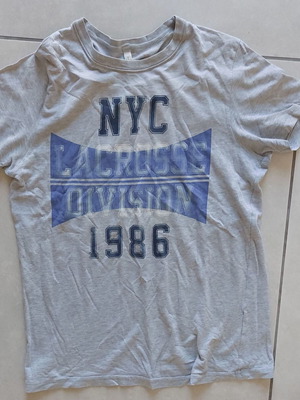 NYC
LACROSSE
DIVISION
1986